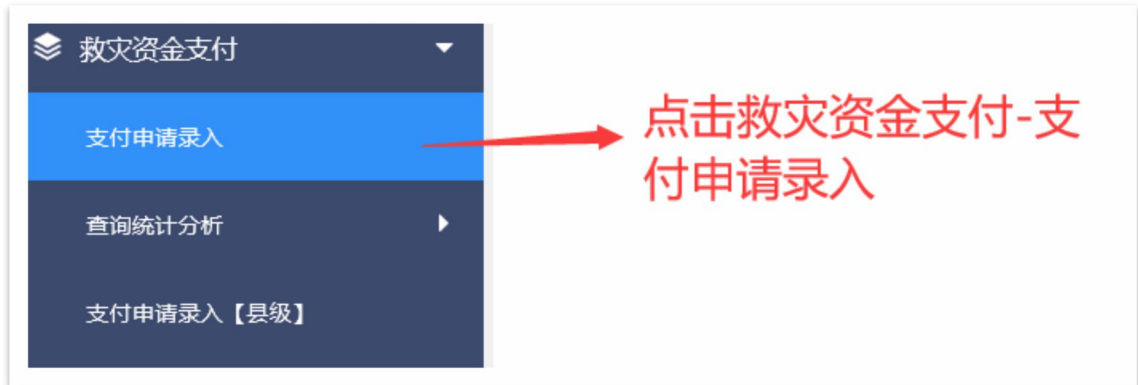 救灾资金支付
支付申请录入
查询统计分析
支付申请录入【县级】
点击救灾资金支付-支
付申请录入